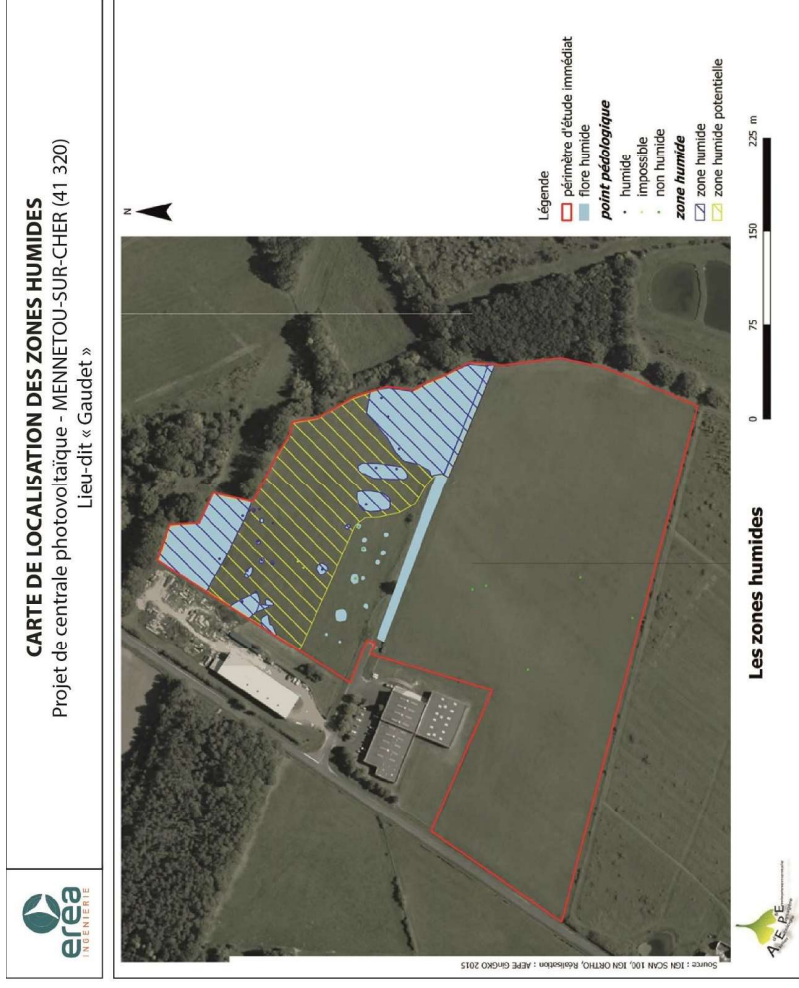 erea
INGENIERIE
CARTE DE LOCALISATION DES ZONES HUMIDES
Projet de centrale photovoltaïque - MENNETOU-SUR-CHER (41 320)
Lieu-dit « Gaudet »
N
Légende
périmètre d'étude immédiat
flore humide
point pédologique
humide
impossible
non humide
zone humide
zone humide
zone humide potentielle
Source : IGN SCAN 100, IGN ORTHO, Réalisation : AEPE GINGKO 2015
A E P E
Les zones humides
0 75 150 225 m